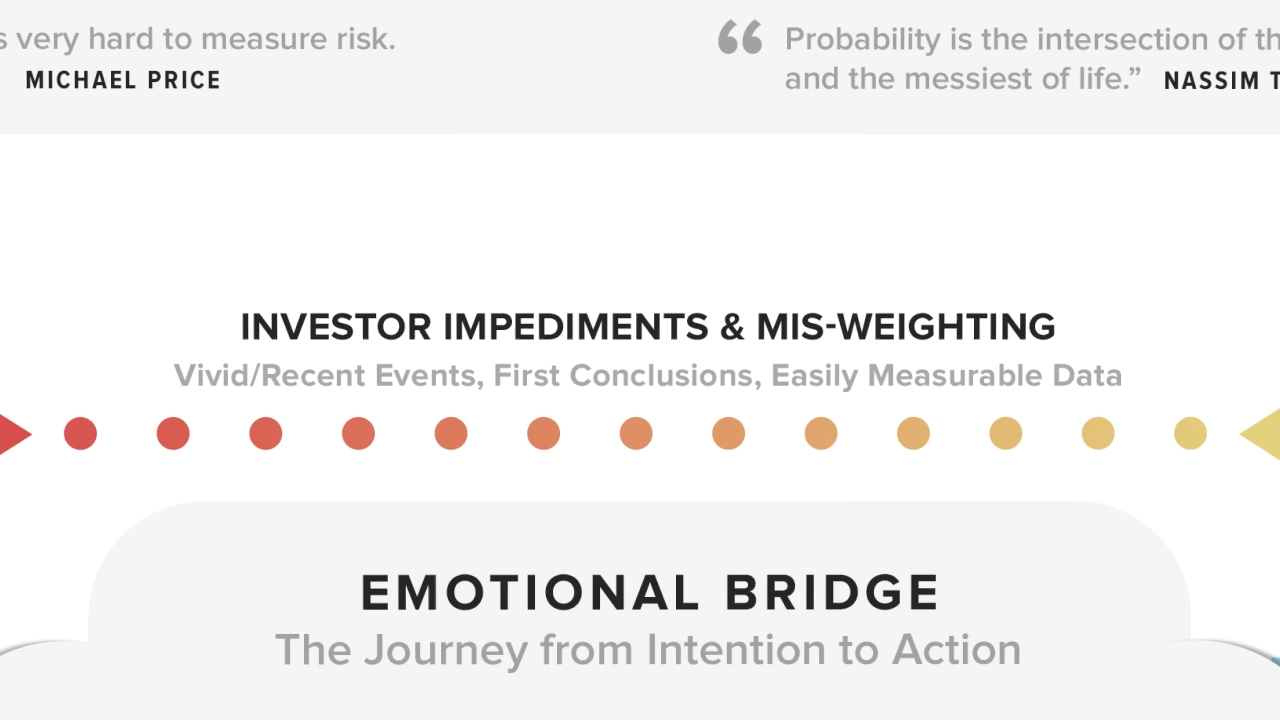 s very hard to measure risk.
MICHAEL PRICE
“ Probability is the intersection of th
and the messiest of life.” NASSIM T
INVESTOR IMPEDIMENTS & MIS-WEIGHTING
Vivid/Recent Events, First Conclusions, Easily Measurable Data
EMOTIONAL BRIDGE
The Journey from Intention to Action